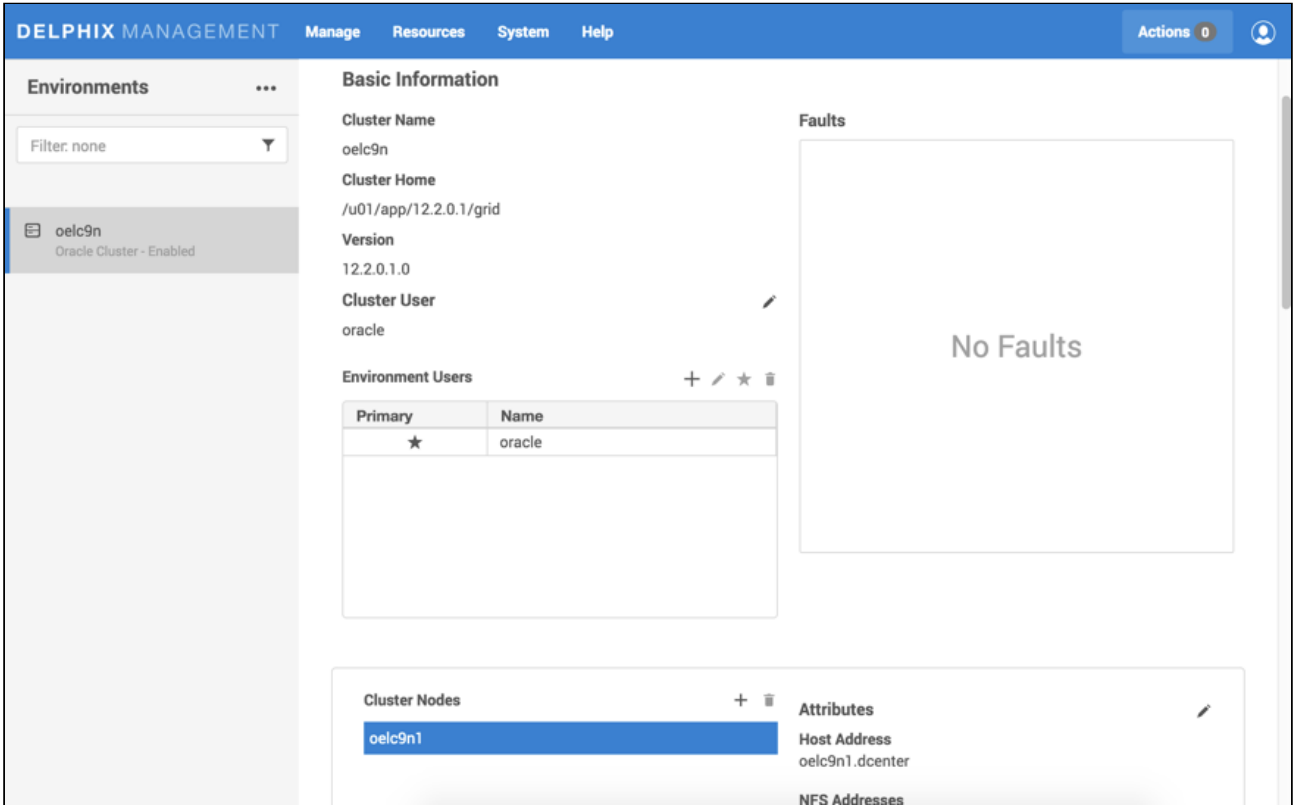 DELPHIX MANAGEMENT Manage Resources System Help Actions 0
Environments
Filter: none
oelc9n
Oracle Cluster - Enabled
Basic Information
Cluster Name
oelc9n
Cluster Home
/u01/app/12.2.0.1/grid
Version
12.2.0.1.0
Cluster User
oracle
Environment Users
Primary Name
oracle
Faults
No Faults
Cluster Nodes
oelc9n1
Attributes
Host Address
oelc9n1.dcenter
NFS Addresses